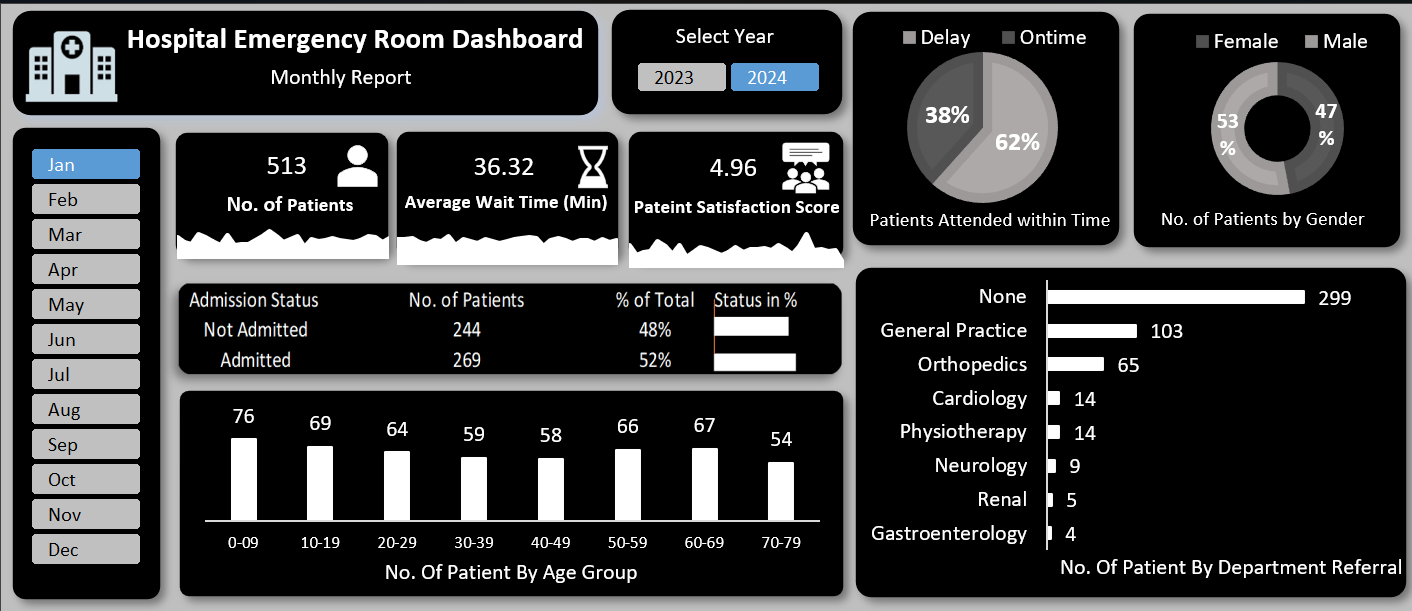 Hospital Emergency Room Dashboard
Monthly Report
Select Year
2023 2024
Delay Ontime
38%
62%
Patients Attended within Time
Female Male
53
%
47
%
No. of Patients by Gender
Jan
Feb
Mar
Apr
May
Jun
Jul
Aug
Sep
Oct
Nov
Dec
513
No. of Patients
36.32
Average Wait Time (Min)
4.96
Pateint Satisfaction Score
Admission Status No. of Patients % of Total Status in %
Not Admitted 244 48%
Admitted 269 52%
76 69 64 59 58 66 67 54
0-09 10-19 20-29 30-39 40-49 50-59 60-69 70-79
No. Of Patient By Age Group
None 299
General Practice 103
Orthopedics 65
Cardiology 14
Physiotherapy 14
Neurology 9
Renal 5
Gastroenterology 4
No. Of Patient By Department Referral